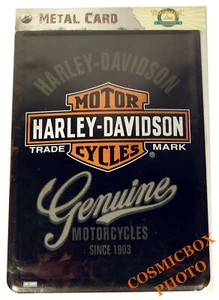 METAL CARD
HARLEY-DAVIDSON
MOTOR
HARLEY-DAVIDSON
®
TRADE MARK
CYCLES
Genuine
MOTORCYCLES
SINCE 1903
COSMICBOX
PHOTO